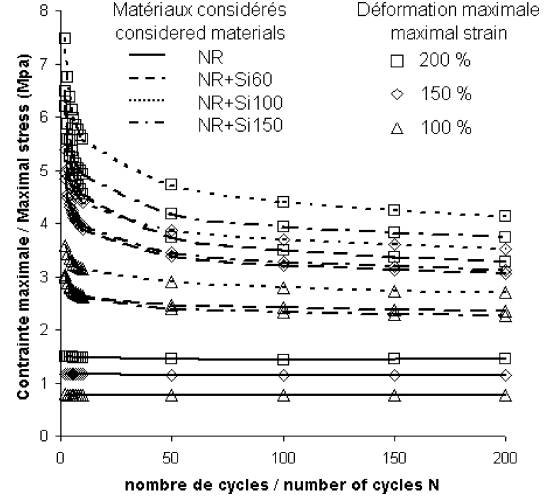 Matériaux considérés
considered materials
NR
NR+Si60
NR+Si100
NR+Si150
Déformation maximale
maximal strain
200 %
150 %
100 %
Contrainte maximale / Maximal stress (Mpa)
8
7
6
5
4
3
2
1
0
0
50
100
150
200
nombre de cycles / number of cycles N